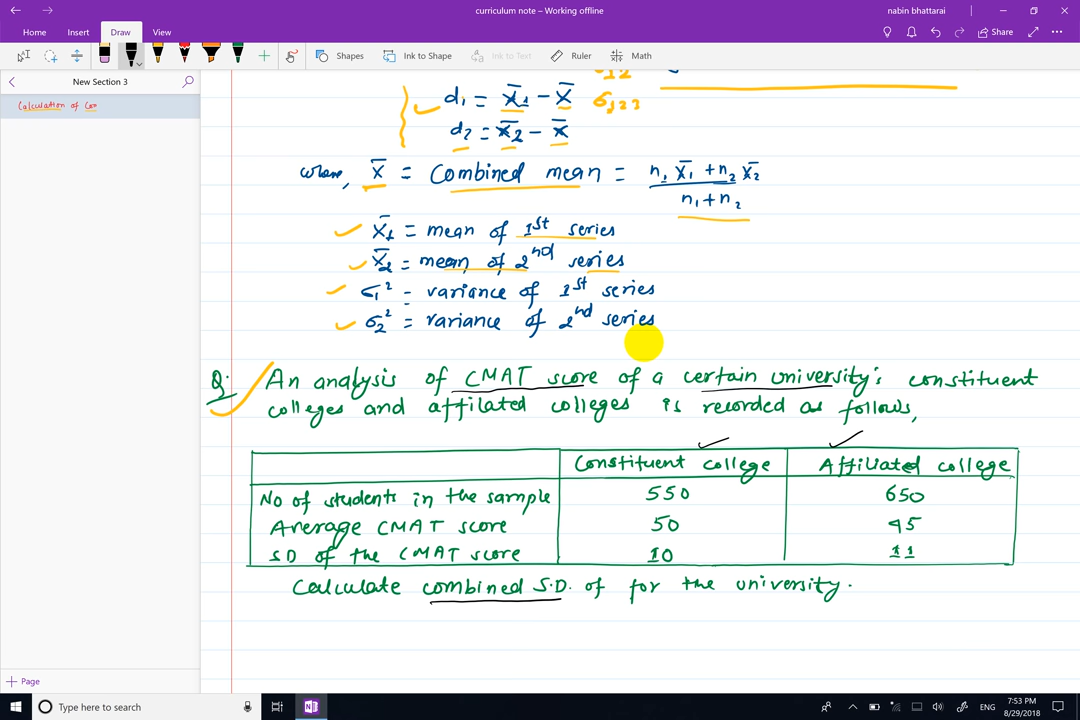 curriculum note – Working offline
nabin bhattarai
Home Insert Draw View
Share
Shapes Ink to Shape Ink to Text Ruler Math
New Section 3
Calculation of Com
σ12
d1 = X̄1 − X̄ σ123
d2 = X̄2 − X̄
where, X̄ = Combined mean = n1 X̄1 + n2 X̄2
n1 + n2
X̄1 = mean of 1st series
X̄2 = mean of 2nd series
σ1² = variance of 1st series
σ2² = variance of 2nd series
Q. An analysis of CMAT score of a certain university's constituent
colleges and affilated colleges is recorded as follows,
Constituent college Affiliated college
No of students in the sample 550 650
Average CMAT score 50 45
SD of the CMAT score 10 11
Calculate combined S.D. of for the university.
Page
Type here to search
ENG
7:53 PM
8/29/2018